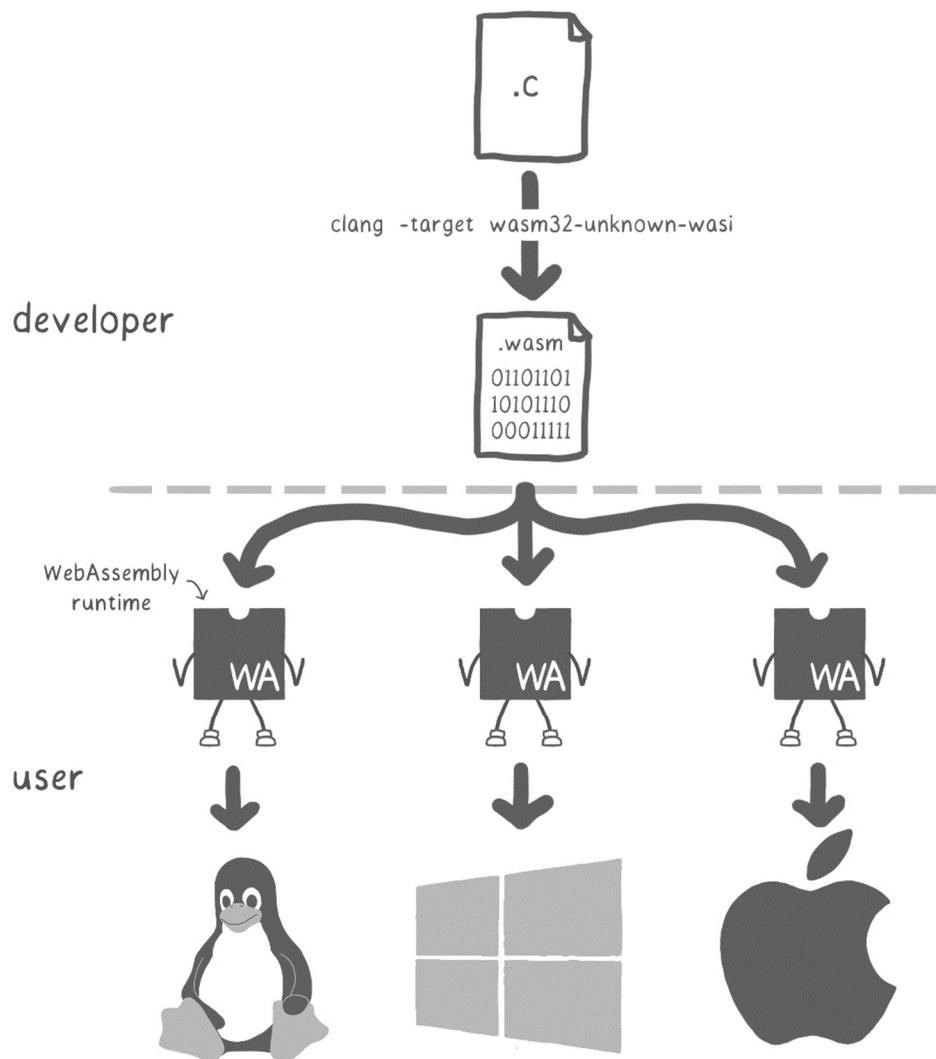 .c
clang -target wasm32-unknown-wasi
developer
.wasm
01101101
10101110
00011111
WebAssembly
runtime
WA
WA
WA
user